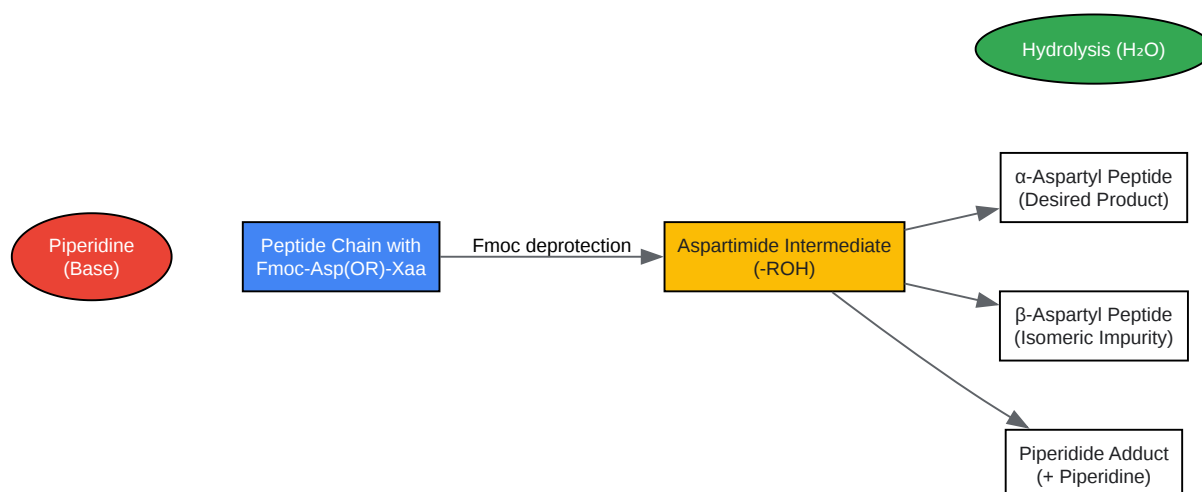 Hydrolysis (H₂O)
Piperidine
(Base)
Peptide Chain with
Fmoc-Asp(OR)-Xaa
Fmoc deprotection
Aspartimide Intermediate
(-ROH)
α-Aspartyl Peptide
(Desired Product)
β-Aspartyl Peptide
(Isomeric Impurity)
Piperidide Adduct
(+ Piperidine)